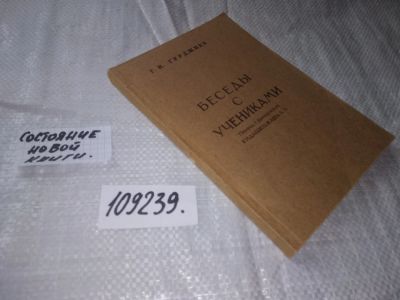 Г. И. ГУРДЖИЕВ
БЕСЕДЫ
С
УЧЕНИКАМИ
СОСТОЯНИЕ
НОВОЙ
КНИГИ.
109239.